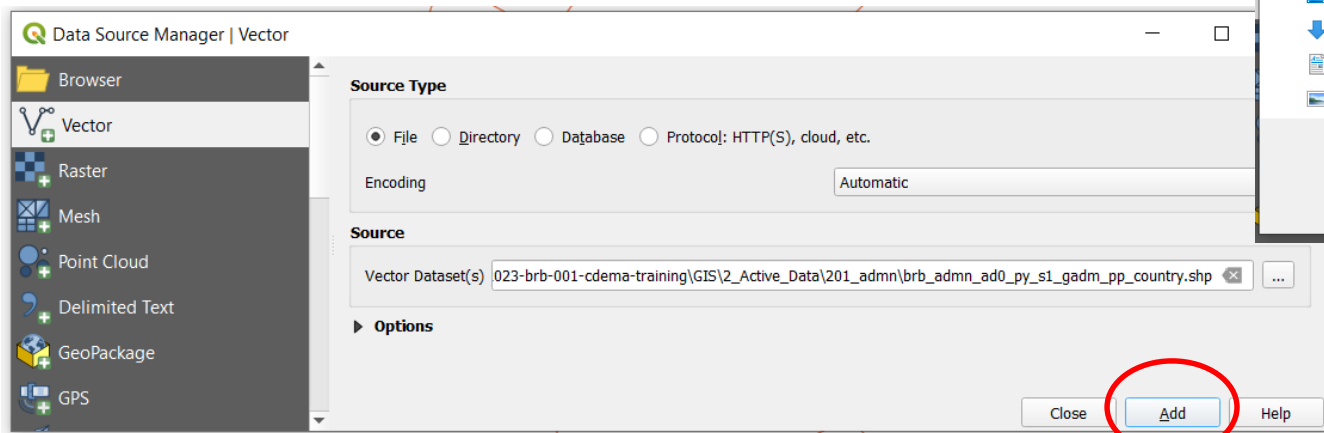 Data Source Manager | Vector
Browser
Vector
Raster
Mesh
Point Cloud
Delimited Text
GeoPackage
GPS
Source Type
File Directory Database Protocol: HTTP(S), cloud, etc.
Encoding Automatic
Source
Vector Dataset(s) .023-brb-001-cdema-training\GIS\2_Active_Data\201_admn\brb_admn_ad0_py_s1_gadm_pp_country.shp ...
Options
Close Add Help